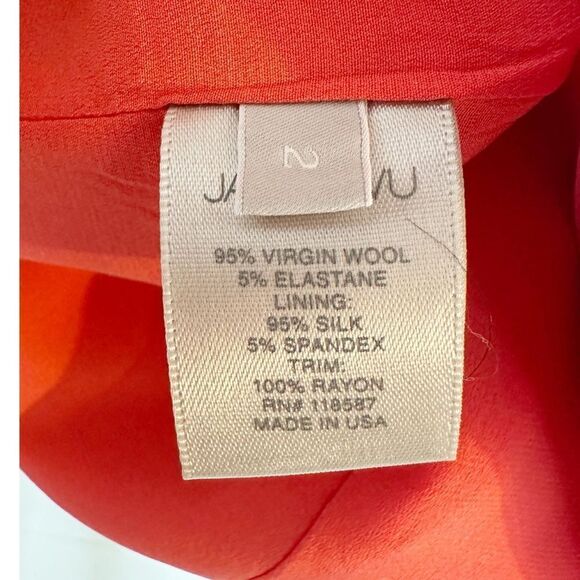 2
95% VIRGIN WOOL
5% ELASTANE
LINING:
95% SILK
5% SPANDEX
TRIM:
100% RAYON
RN# 118587
MADE IN USA